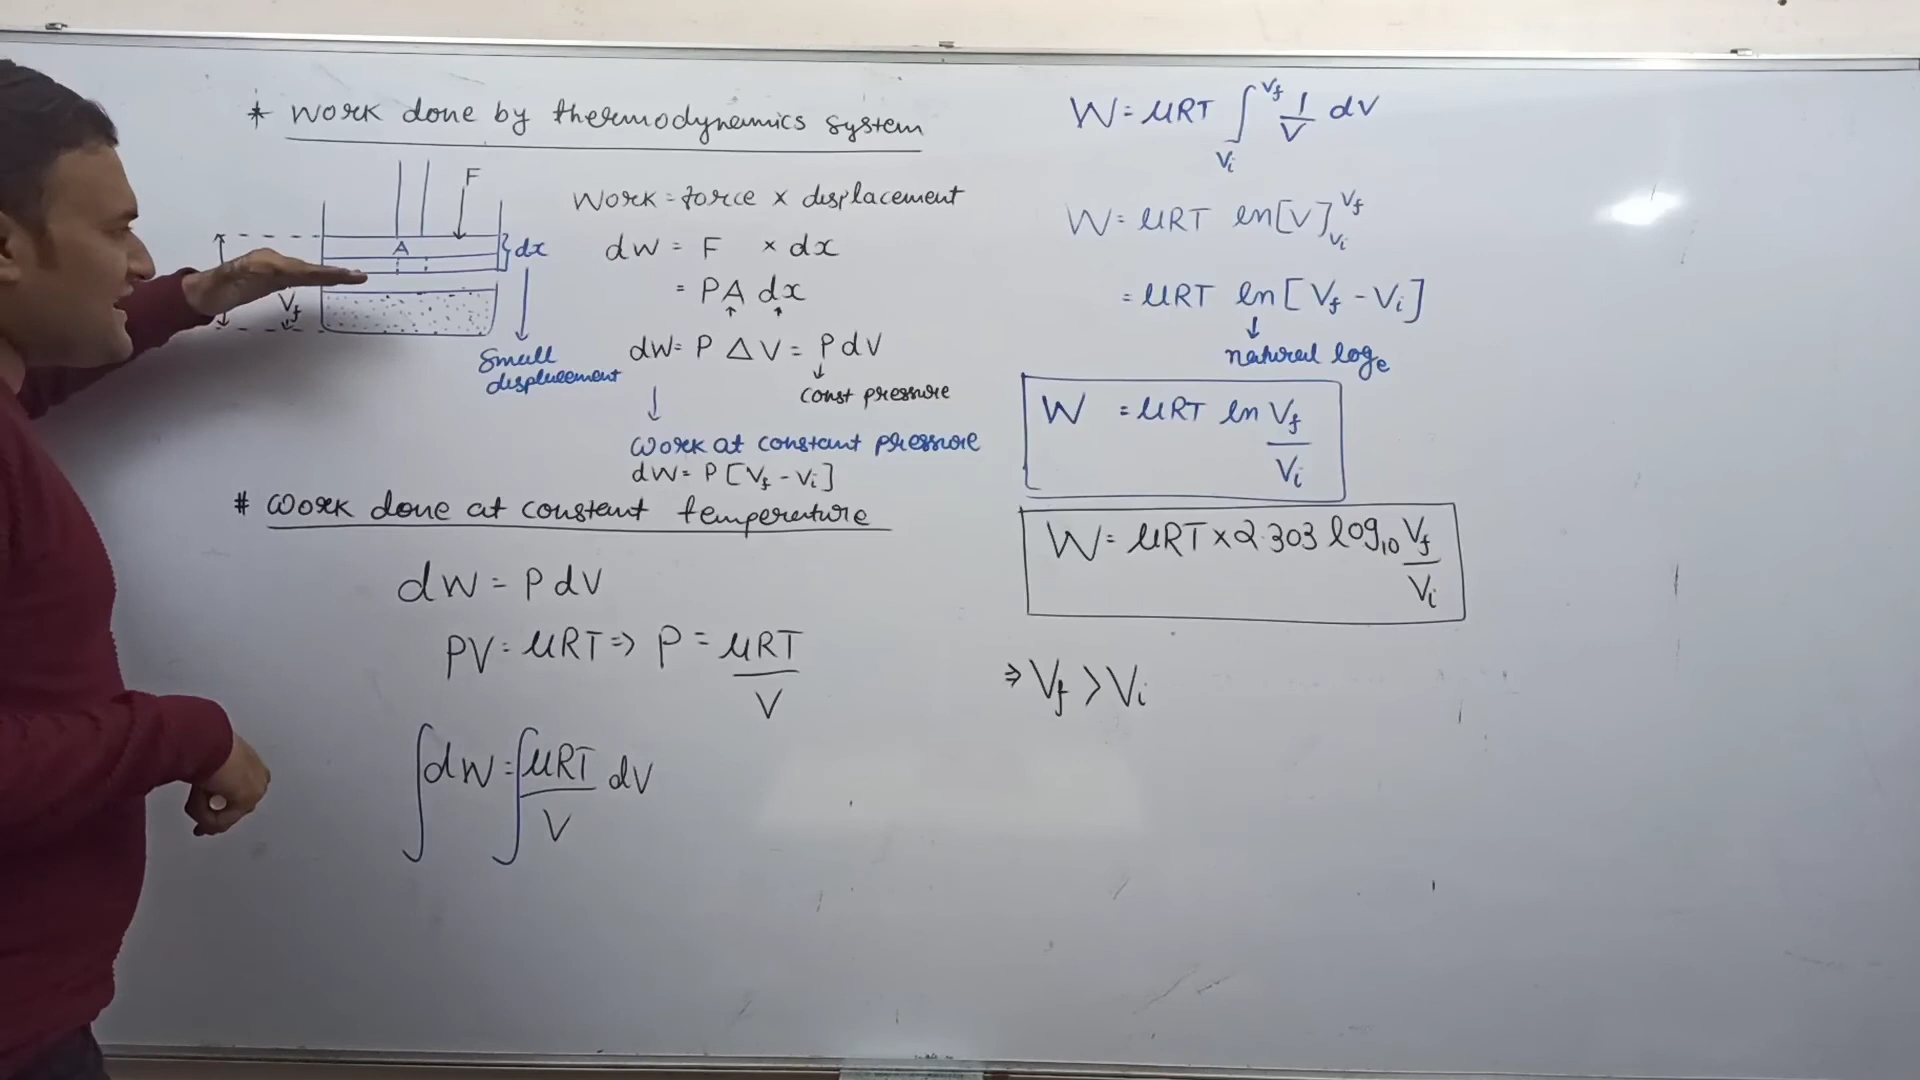 * Work done by thermodynamics system
F
A
dx
Vf
Small
displacement
Work = force × displacement
dW = F × dx
= PA dx
dW = P ΔV = PdV
const pressure
Work at constant pressure
dW = P [Vf - Vi]
# Work done at constant temperature
dW = PdV
PV = μRT ⇒ P = μRT/V
∫dW = ∫μRT/V dV
W = μRT ∫Vi^Vf 1/V dV
W = μRT ln[V]Vi^Vf
= μRT ln[Vf - Vi]
natural loge
W = μRT ln Vf/Vi
W = μRT × 2.303 log10 Vf/Vi
⇒ Vf > Vi